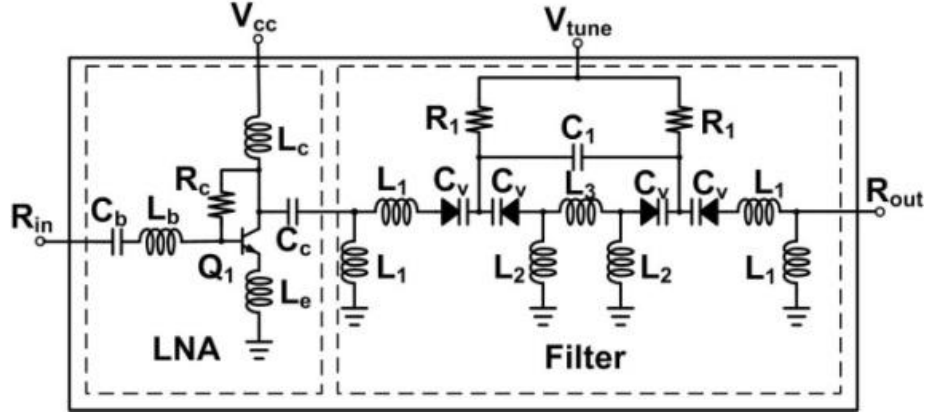 Vcc
Vtune
R1
C1
R1
Lc
Rc
L1
Cv
Cv
L3
Cv
Cv
L1
Rin
Cb
Lb
Rout
Cc
Q1
L1
L2
L2
L1
Le
LNA
Filter